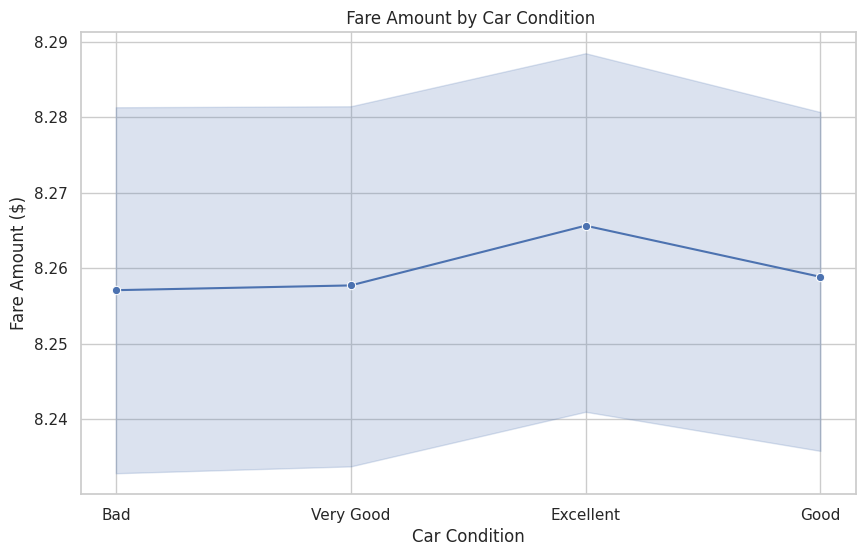 Fare Amount by Car Condition
8.29
8.28
8.27
8.26
8.25
8.24
Fare Amount ($)
Bad
Very Good
Excellent
Good
Car Condition